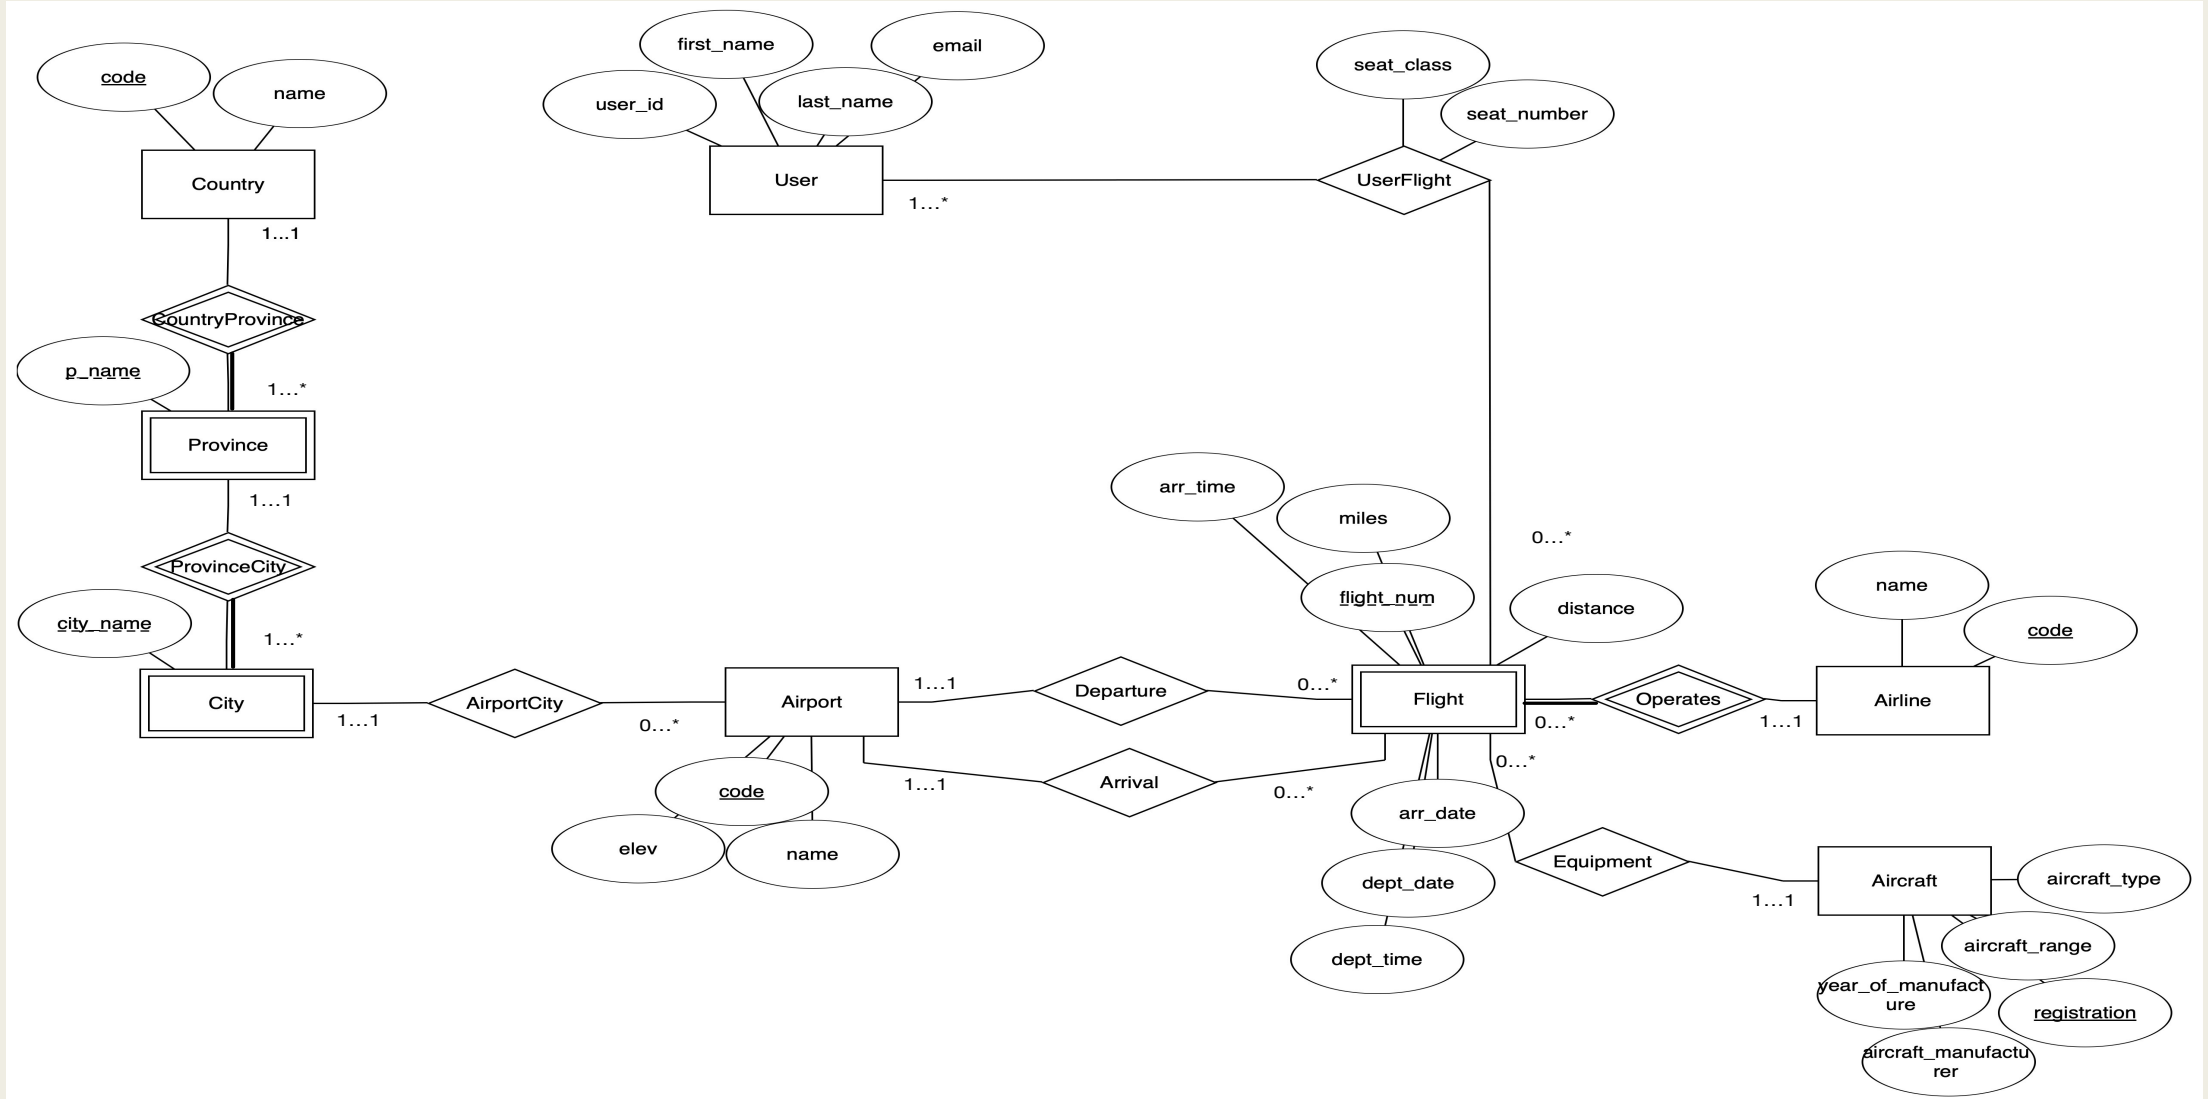 code
name
first_name
email
user_id
last_name
seat_class
seat_number
Country
User
UserFlight
1...1
1...*
CountryProvince
p_name
1...*
Province
1...1
ProvinceCity
city_name
1...*
City
1...1
AirportCity
0...*
Airport
1...1
Departure
0...*
arr_time
miles
flight_num
0...*
distance
Flight
0...*
Operates
1...1
Airline
name
code
1...1
Arrival
0...*
0...*
code
elev
name
arr_date
dept_date
dept_time
Equipment
1...1
Aircraft
aircraft_type
aircraft_range
year_of_manufact
ure
registration
aircraft_manufactu
rer